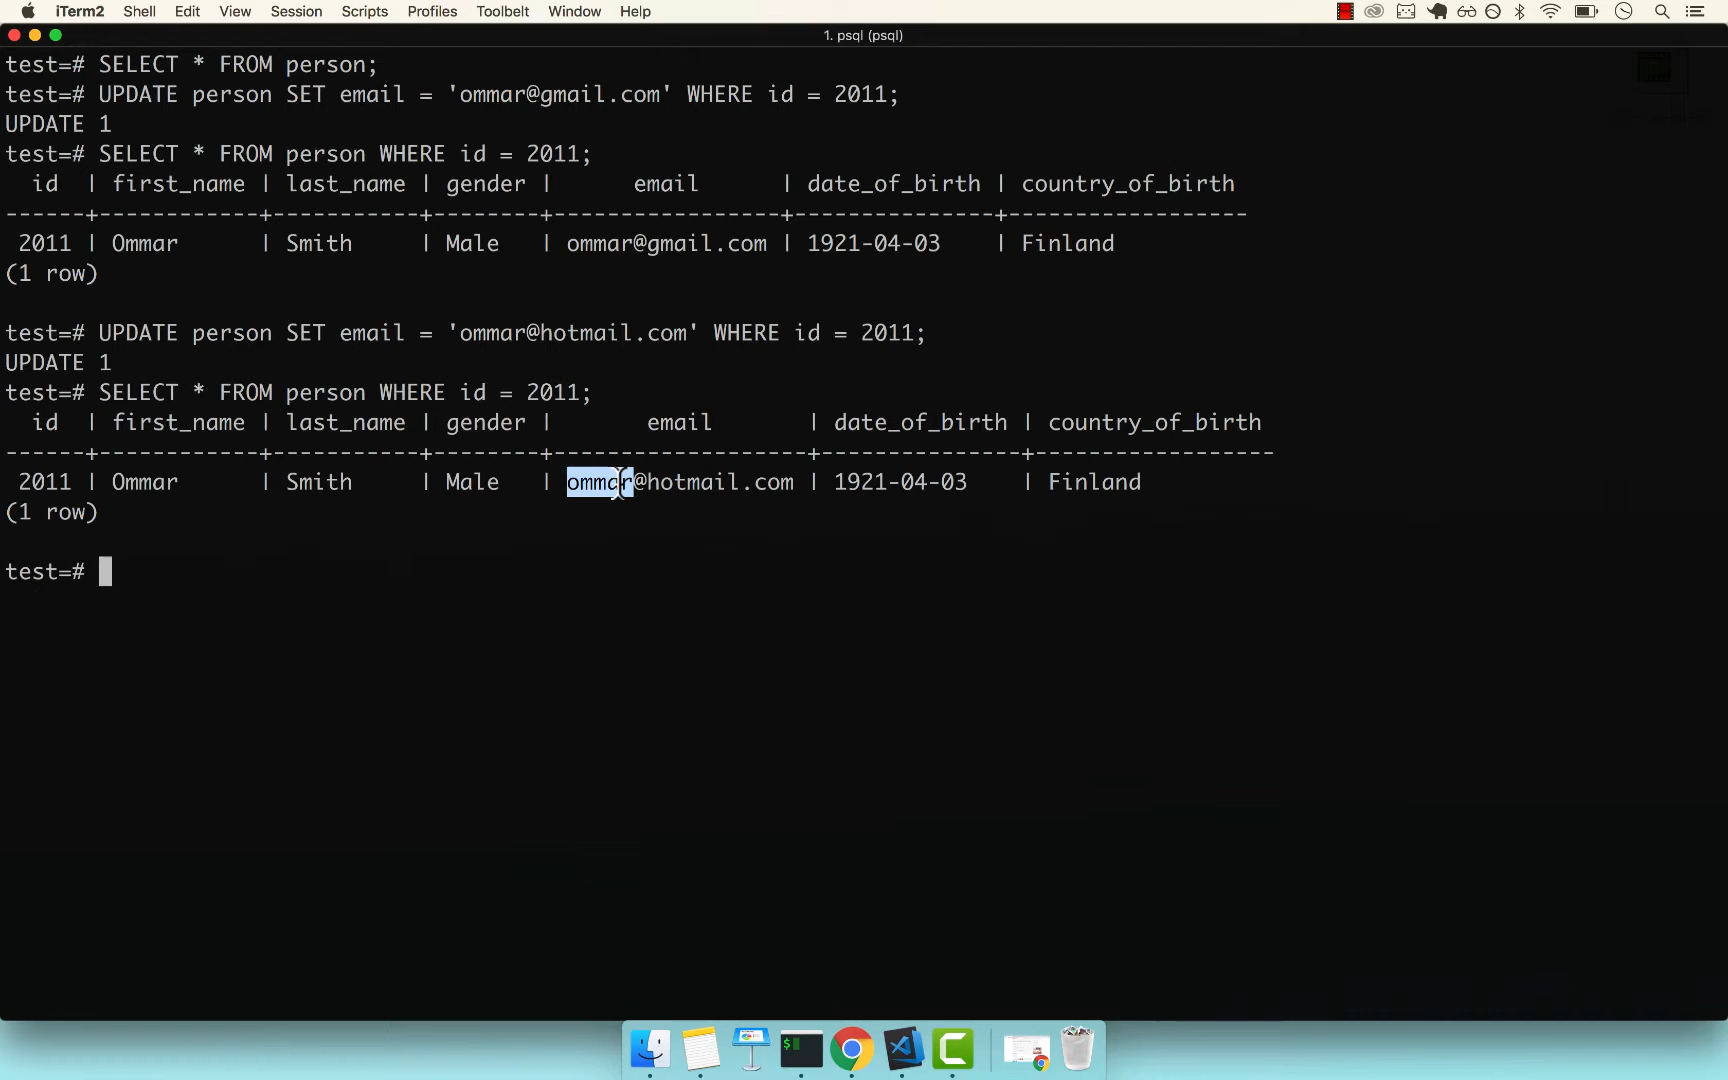 iTerm2 Shell Edit View Session Scripts Profiles Toolbelt Window Help
1. psql (psql)
test=# SELECT * FROM person;
test=# UPDATE person SET email = 'ommar@gmail.com' WHERE id = 2011;
UPDATE 1
test=# SELECT * FROM person WHERE id = 2011;
  id  | first_name | last_name | gender |      email      | date_of_birth | country_of_birth
------+------------+-----------+--------+-----------------+---------------+------------------
 2011 | Ommar      | Smith     | Male   | ommar@gmail.com | 1921-04-03    | Finland
(1 row)
test=# UPDATE person SET email = 'ommar@hotmail.com' WHERE id = 2011;
UPDATE 1
test=# SELECT * FROM person WHERE id = 2011;
  id  | first_name | last_name | gender |       email       | date_of_birth | country_of_birth
------+------------+-----------+--------+-------------------+---------------+------------------
 2011 | Ommar      | Smith     | Male   | ommar@hotmail.com | 1921-04-03    | Finland
(1 row)
test=#
$